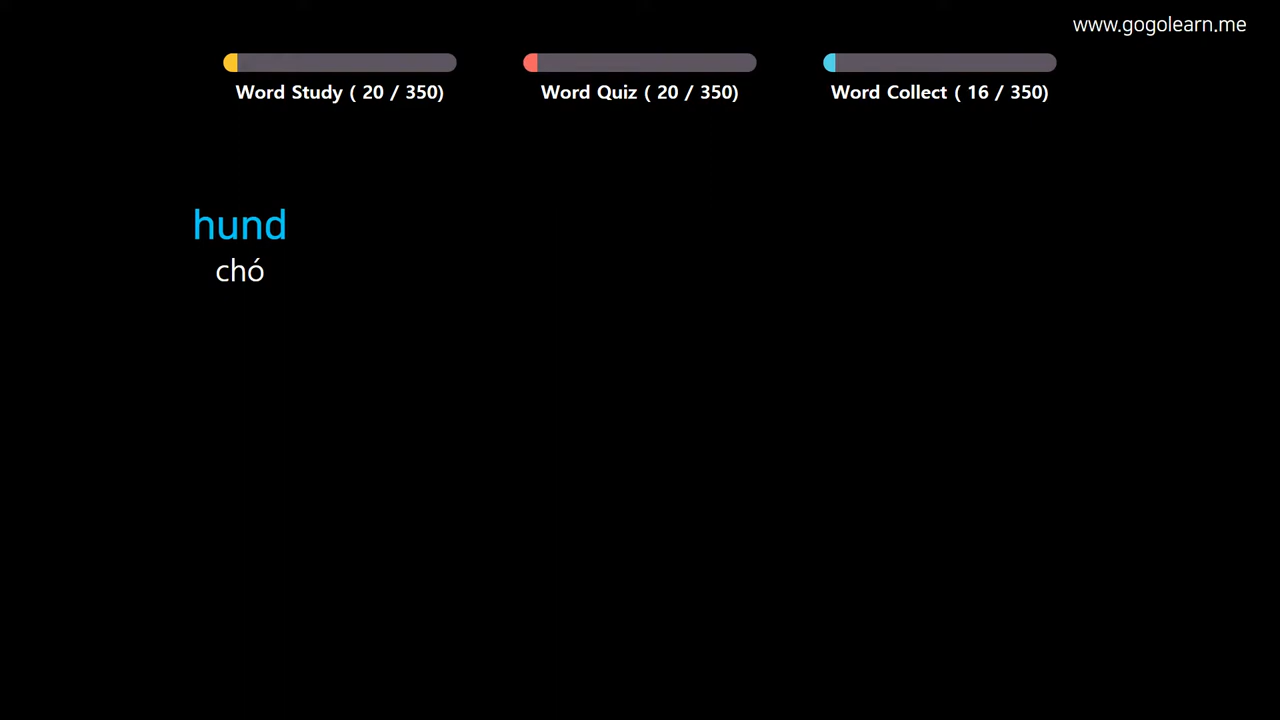 www.gogolearn.me
Word Study ( 20 / 350)
Word Quiz ( 20 / 350)
Word Collect ( 16 / 350)
hund
chó